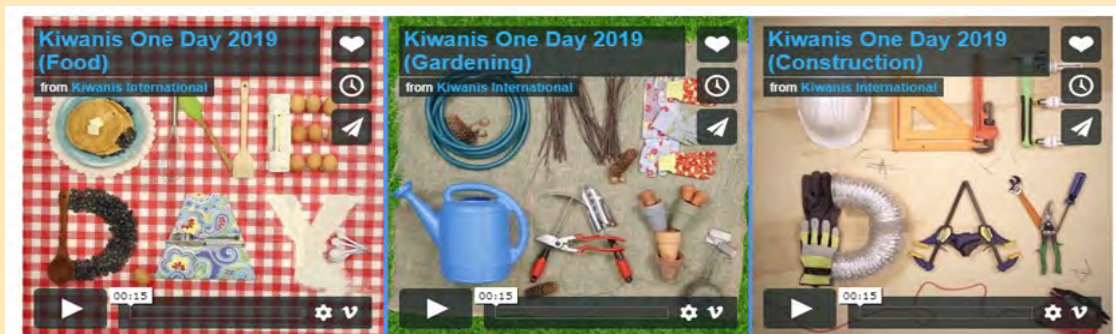 Kiwanis One Day 2019
(Food)
from Kiwanis International
00:15
Kiwanis One Day 2019
(Gardening)
from Kiwanis International
00:15
Kiwanis One Day 2019
(Construction)
from Kiwanis International
00:15